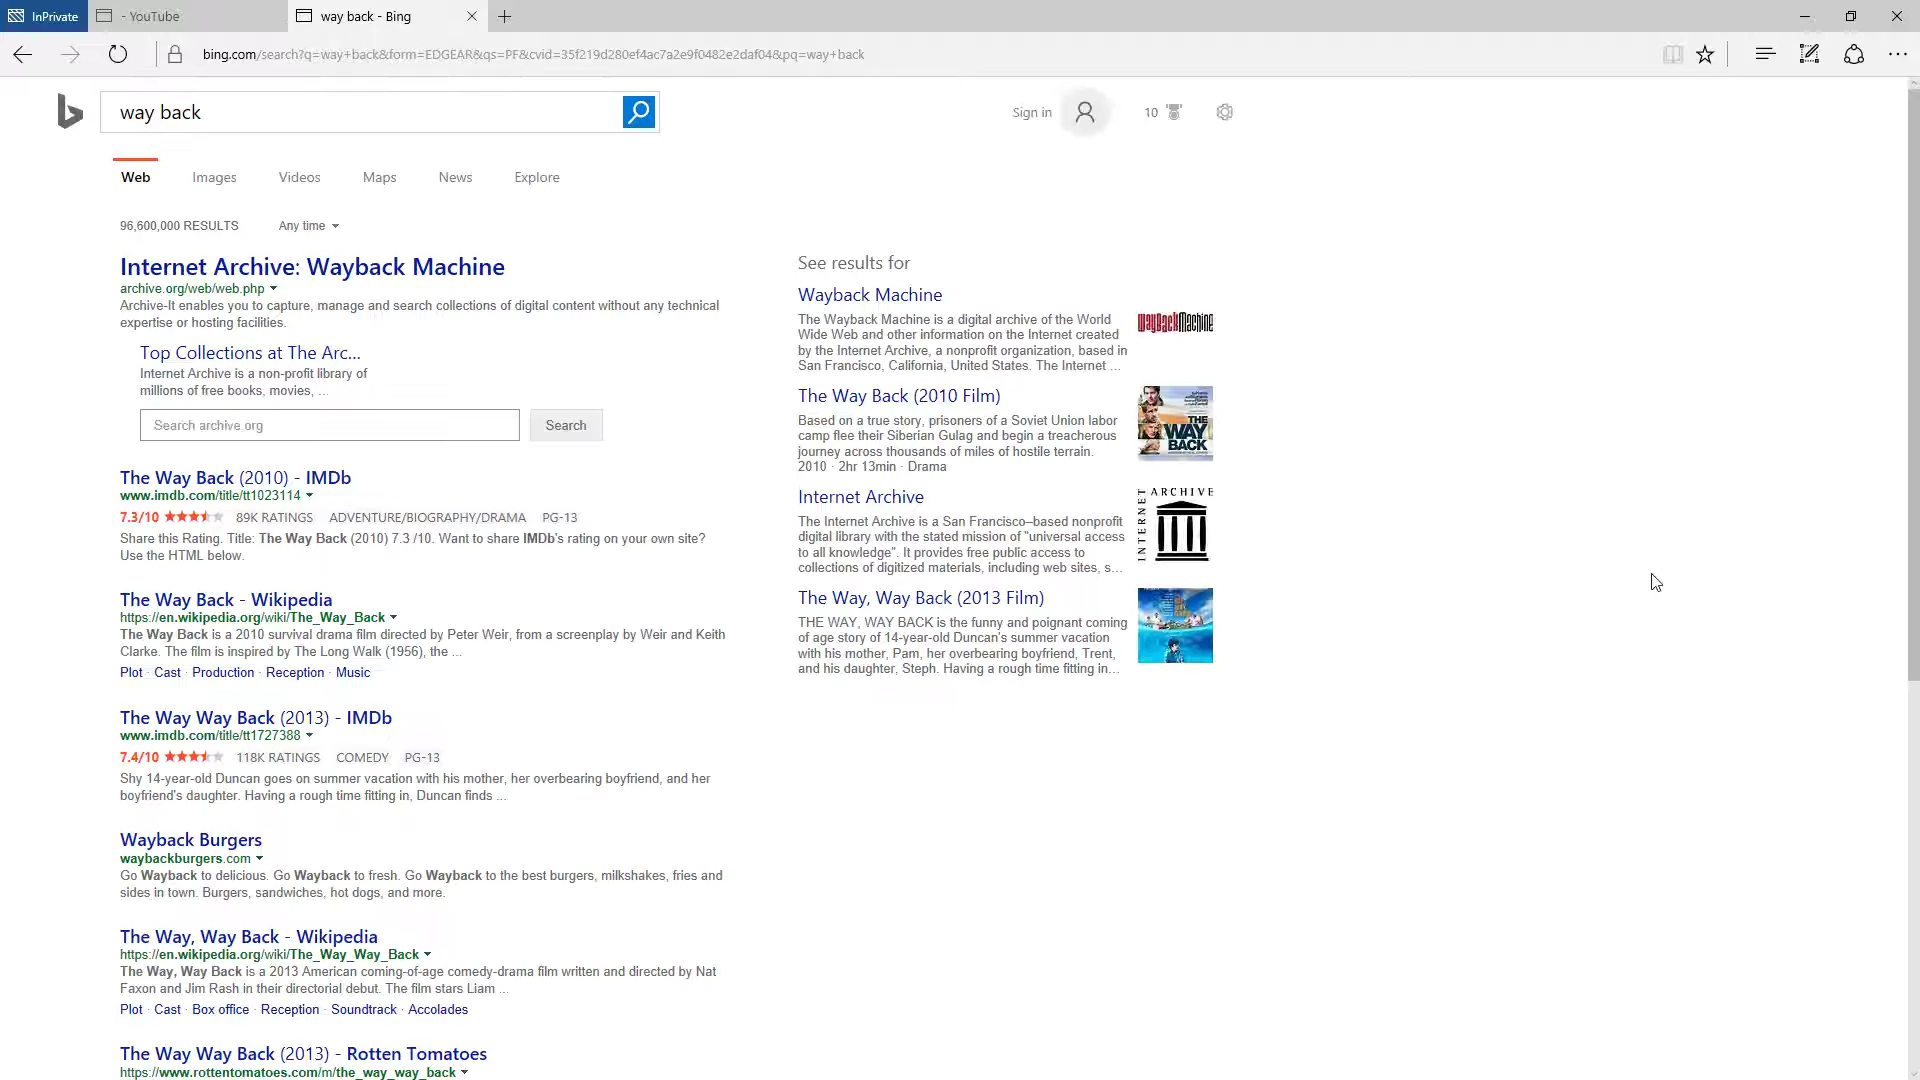 InPrivate
- YouTube
way back - Bing
bing.com/search?q=way+back&form=EDGEAR&qs=PF&cvid=35f219d280ef4ac7a2e9f0482e2daf04&pq=way+back
way back
Sign in
10
Web
Images
Videos
Maps
News
Explore
96,600,000 RESULTS
Any time
Internet Archive: Wayback Machine
archive.org/web/web.php
Archive-It enables you to capture, manage and search collections of digital content without any technical
expertise or hosting facilities.
Top Collections at The Arc...
Internet Archive is a non-profit library of
millions of free books, movies, ...
Search archive.org
Search
The Way Back (2010) - IMDb
www.imdb.com/title/tt1023114
7.3/10 89K RATINGS ADVENTURE/BIOGRAPHY/DRAMA PG-13
Share this Rating. Title: The Way Back (2010) 7.3 /10. Want to share IMDb's rating on your own site?
Use the HTML below.
The Way Back - Wikipedia
https://en.wikipedia.org/wiki/The_Way_Back
The Way Back is a 2010 survival drama film directed by Peter Weir, from a screenplay by Weir and Keith
Clarke. The film is inspired by The Long Walk (1956), the ...
Plot · Cast · Production · Reception · Music
The Way Way Back (2013) - IMDb
www.imdb.com/title/tt1727388
7.4/10 118K RATINGS COMEDY PG-13
Shy 14-year-old Duncan goes on summer vacation with his mother, her overbearing boyfriend, and her
boyfriend's daughter. Having a rough time fitting in, Duncan finds ...
Wayback Burgers
waybackburgers.com
Go Wayback to delicious. Go Wayback to fresh. Go Wayback to the best burgers, milkshakes, fries and
sides in town. Burgers, sandwiches, hot dogs, and more.
The Way, Way Back - Wikipedia
https://en.wikipedia.org/wiki/The_Way_Way_Back
The Way, Way Back is a 2013 American coming-of-age comedy-drama film written and directed by Nat
Faxon and Jim Rash in their directorial debut. The film stars Liam ...
Plot · Cast · Box office · Reception · Soundtrack · Accolades
The Way Way Back (2013) - Rotten Tomatoes
https://www.rottentomatoes.com/m/the_way_way_back
See results for
Wayback Machine
The Wayback Machine is a digital archive of the World
Wide Web and other information on the Internet created
by the Internet Archive, a nonprofit organization, based in
San Francisco, California, United States. The Internet ...
WayBackMachine
The Way Back (2010 Film)
Based on a true story, prisoners of a Soviet Union labor
camp flee their Siberian Gulag and begin a treacherous
journey across thousands of miles of hostile terrain.
2010 · 2hr 13min · Drama
THE
WAY
BACK
Internet Archive
The Internet Archive is a San Francisco–based nonprofit
digital library with the stated mission of "universal access
to all knowledge". It provides free public access to
collections of digitized materials, including web sites, s...
INTERNET ARCHIVE
The Way, Way Back (2013 Film)
THE WAY, WAY BACK is the funny and poignant coming
of age story of 14-year-old Duncan's summer vacation
with his mother, Pam, her overbearing boyfriend, Trent,
and his daughter, Steph. Having a rough time fitting in...